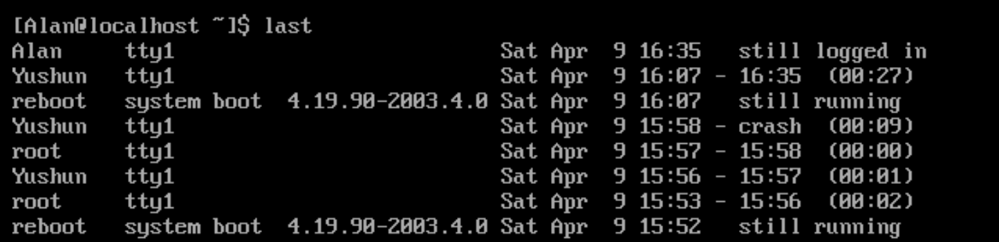 [Alan@localhost ~]$ last
Alan     tty1                          Sat Apr  9 16:35   still logged in
Yushun   tty1                          Sat Apr  9 16:07 - 16:35  (00:27)
reboot   system boot  4.19.90-2003.4.0 Sat Apr  9 16:07   still running
Yushun   tty1                          Sat Apr  9 15:58 - crash  (00:09)
root     tty1                          Sat Apr  9 15:57 - 15:58  (00:00)
Yushun   tty1                          Sat Apr  9 15:56 - 15:57  (00:01)
root     tty1                          Sat Apr  9 15:53 - 15:56  (00:02)
reboot   system boot  4.19.90-2003.4.0 Sat Apr  9 15:52   still running